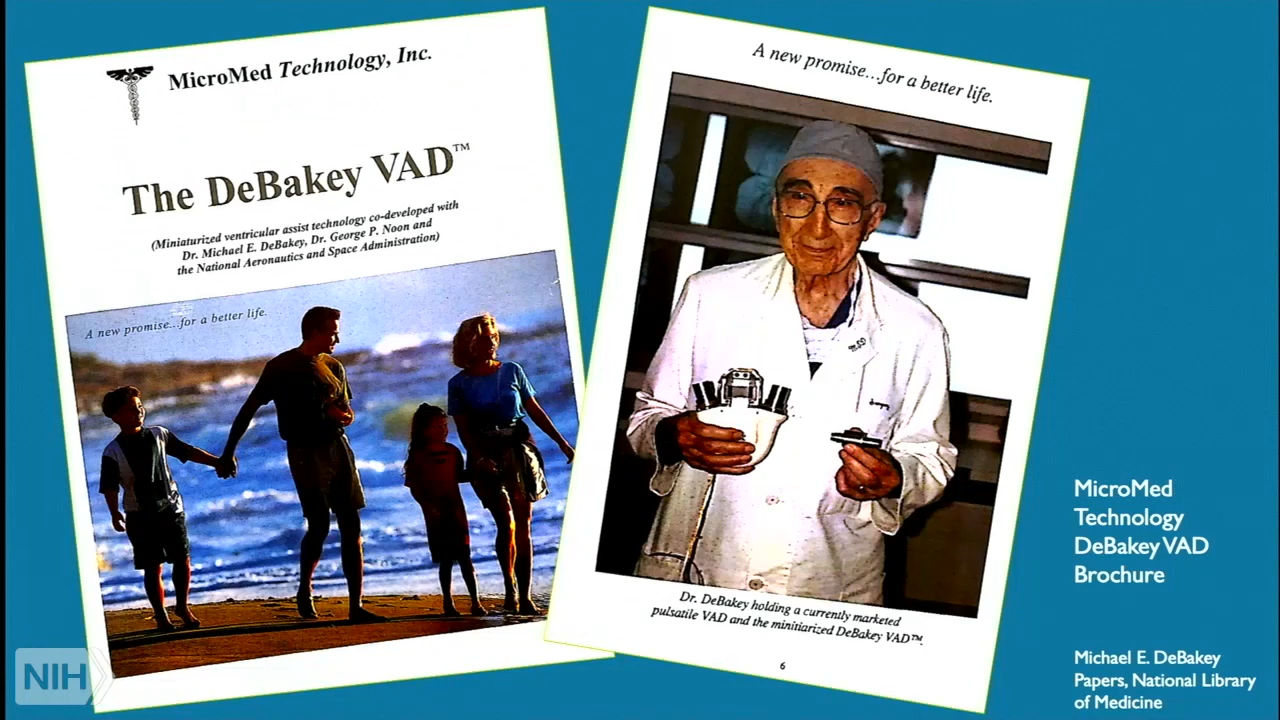 MicroMed Technology, Inc.
The DeBakey VAD™
(Miniaturized ventricular assist technology co-developed with
Dr. Michael E. DeBakey, Dr. George P. Noon and
the National Aeronautics and Space Administration)
A new promise...for a better life.
A new promise...for a better life.
Dr. DeBakey holding a currently marketed
pulsatile VAD and the minitiarized DeBakey VAD™.
6
MicroMed
Technology
DeBakey VAD
Brochure
Michael E. DeBakey
Papers, National Library
of Medicine
NIH